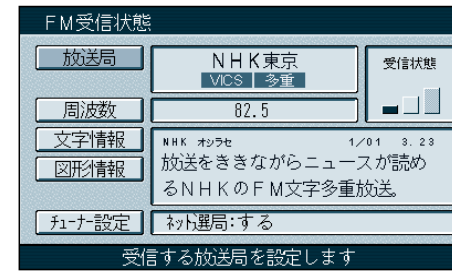 FM受信状態
放送局
NHK東京
VICS 多重
受信状態
周波数
82.5
文字情報
図形情報
NHK オシラセ 1/01 3.23
放送をききながらニュースが読め
るNHKのFM文字多重放送。
チューナー設定
ネット選局:する
受信する放送局を設定します